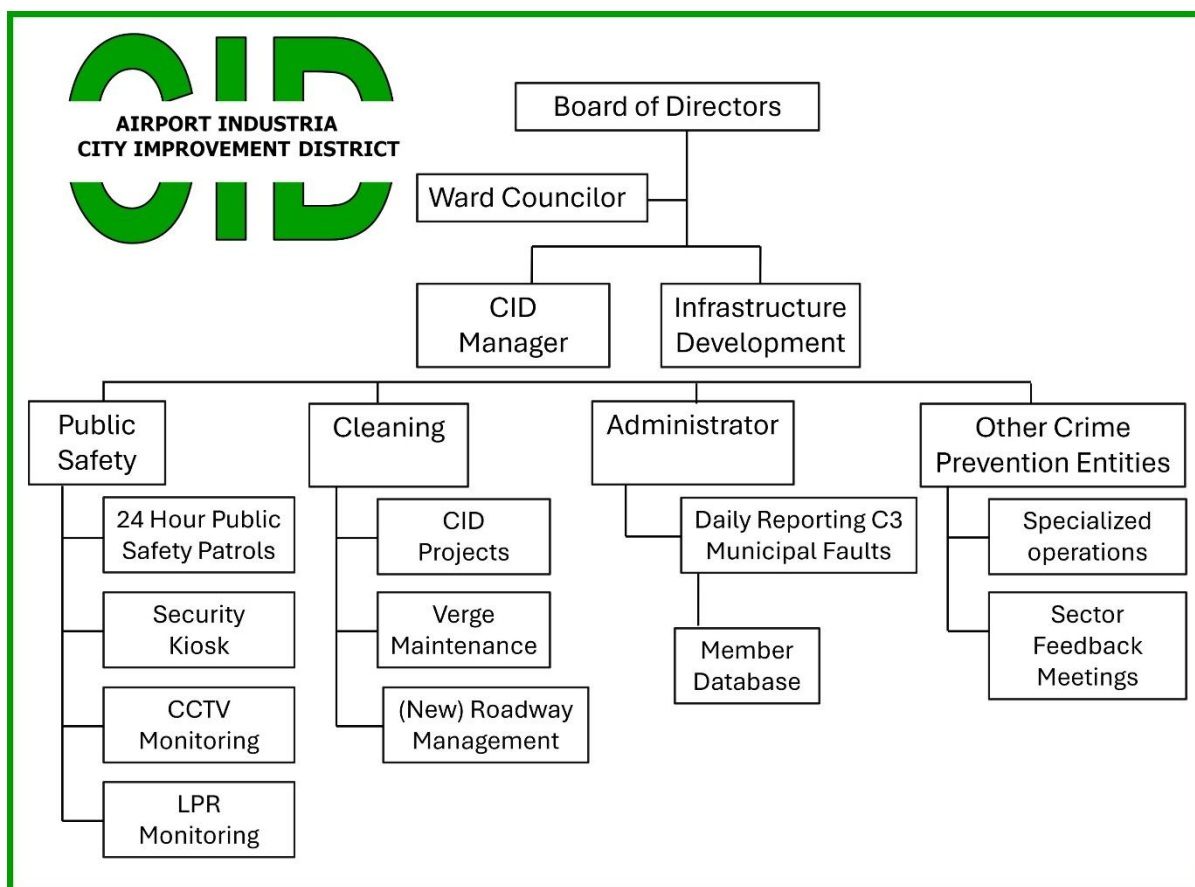 CID
AIRPORT INDUSTRIA
CITY IMPROVEMENT DISTRICT
Board of Directors
Ward Councilor
CID
Manager
Infrastructure
Development
Public
Safety
Cleaning
Administrator
Other Crime
Prevention Entities
24 Hour Public
Safety Patrols
Security
Kiosk
CCTV
Monitoring
LPR
Monitoring
CID
Projects
Verge
Maintenance
(New) Roadway
Management
Daily Reporting C3
Municipal Faults
Member
Database
Specialized
operations
Sector
Feedback
Meetings